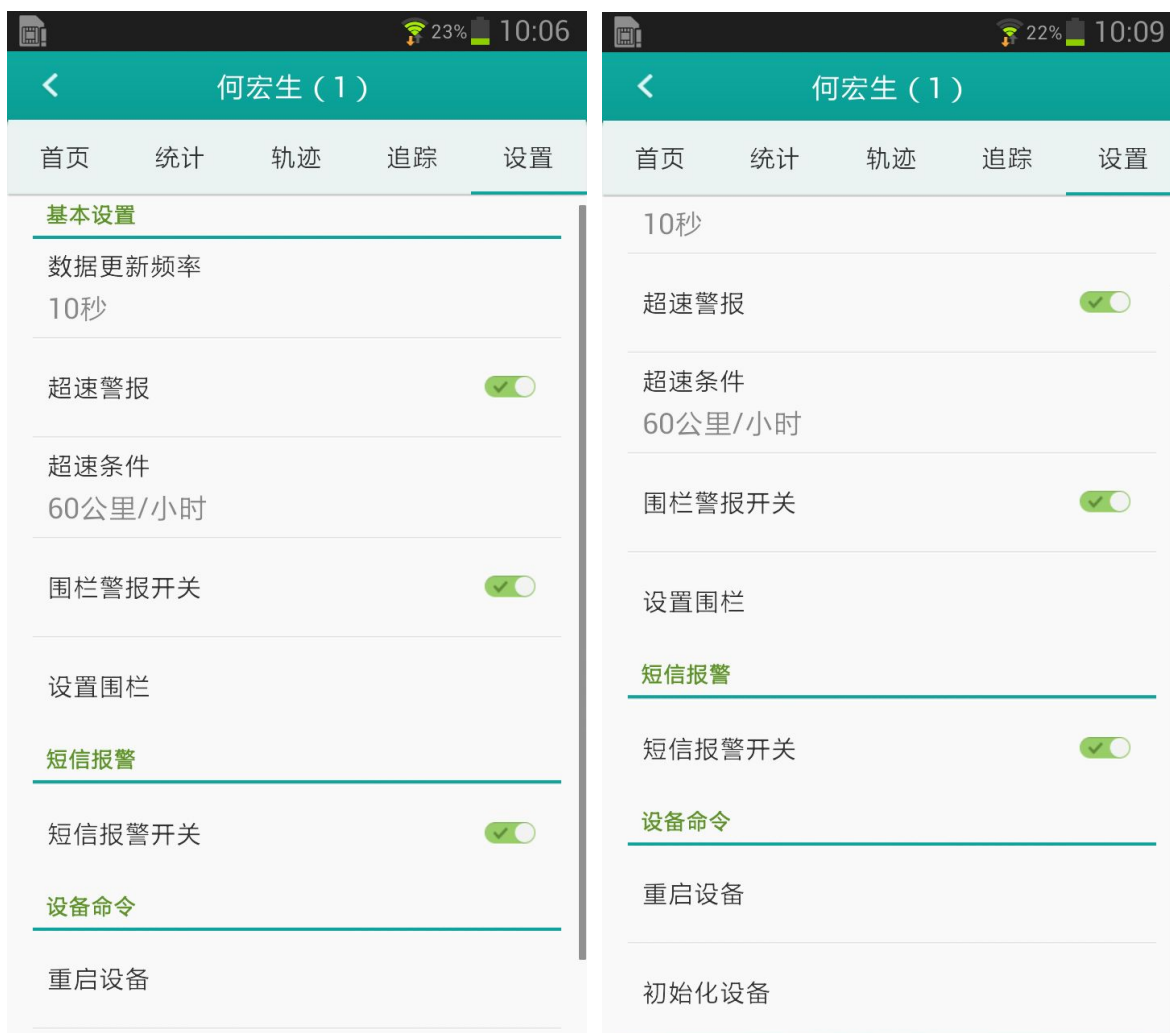 23% 10:06
何宏生（1）
首页 统计 轨迹 追踪 设置
基本设置
数据更新频率
10秒
超速警报
超速条件
60公里/小时
围栏警报开关
设置围栏
短信报警
短信报警开关
设备命令
重启设备
22% 10:09
何宏生（1）
首页 统计 轨迹 追踪 设置
10秒
超速警报
超速条件
60公里/小时
围栏警报开关
设置围栏
短信报警
短信报警开关
设备命令
重启设备
初始化设备